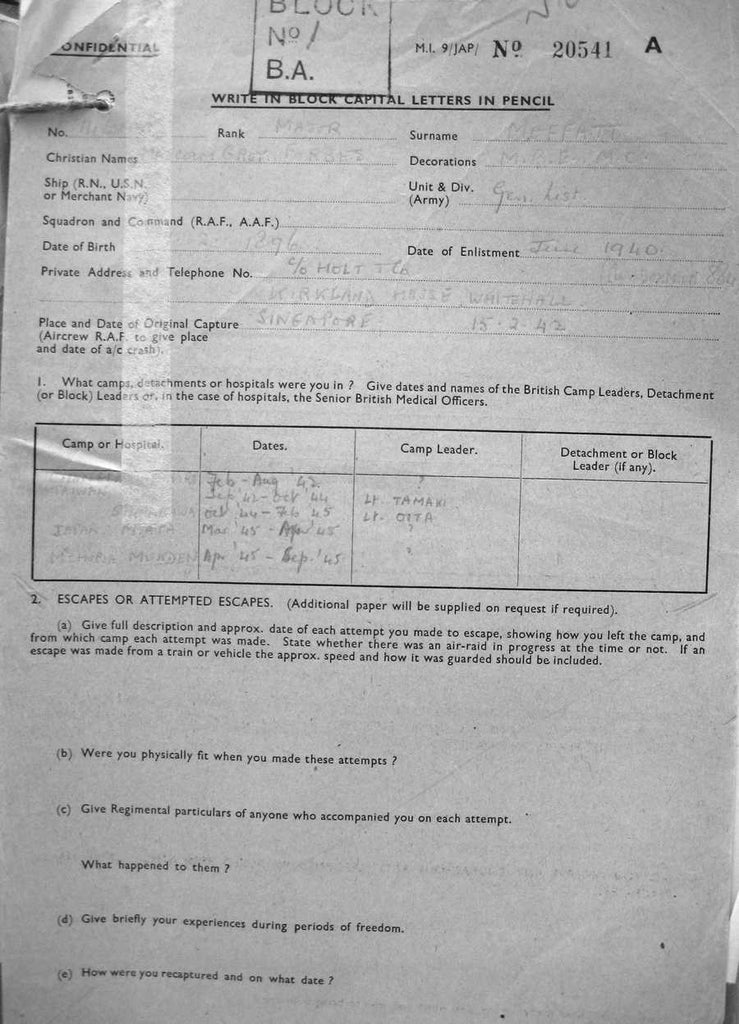 BLOCK
Nº 1
B.A.
ONFIDENTIAL
M.I. 9/JAP/ Nº 20541 A
WRITE IN BLOCK CAPITAL LETTERS IN PENCIL
No. Rank MAJOR Surname
Christian Names Decorations M.B.E. M.C.
Ship (R.N., U.S.N. or Merchant Navy) Unit & Div. (Army) Gen. List.
Squadron and Command (R.A.F., A.A.F.)
Date of Birth 1896. Date of Enlistment June 1940.
Private Address and Telephone No. c/o HOLT & Co
KIRKLAND HOUSE WHITEHALL
Place and Date of Original Capture SINGAPORE 15-2-42
(Aircrew R.A.F. to give place
and date of a/c crash).
1. What camps, detachments or hospitals were you in ? Give dates and names of the British Camp Leaders, Detachment
(or Block) Leaders or, in the case of hospitals, the Senior British Medical Officers.
Camp or Hospital. Dates. Camp Leader. Detachment or Block Leader (if any).
Feb - Aug 42. ?
Sep '42 - Oct 44 Lt. TAMAKI
Oct 44 - Feb 45 Lt. OTTA
JAPAN Mar '45 - Apr '45 ?
MUKDEN Apr '45 - Sep. '45 ?
2. ESCAPES OR ATTEMPTED ESCAPES. (Additional paper will be supplied on request if required).
(a) Give full description and approx. date of each attempt you made to escape, showing how you left the camp, and
from which camp each attempt was made. State whether there was an air-raid in progress at the time or not. If an
escape was made from a train or vehicle the approx. speed and how it was guarded should be included.
(b) Were you physically fit when you made these attempts ?
(c) Give Regimental particulars of anyone who accompanied you on each attempt.
What happened to them ?
(d) Give briefly your experiences during periods of freedom.
(e) How were you recaptured and on what date ?